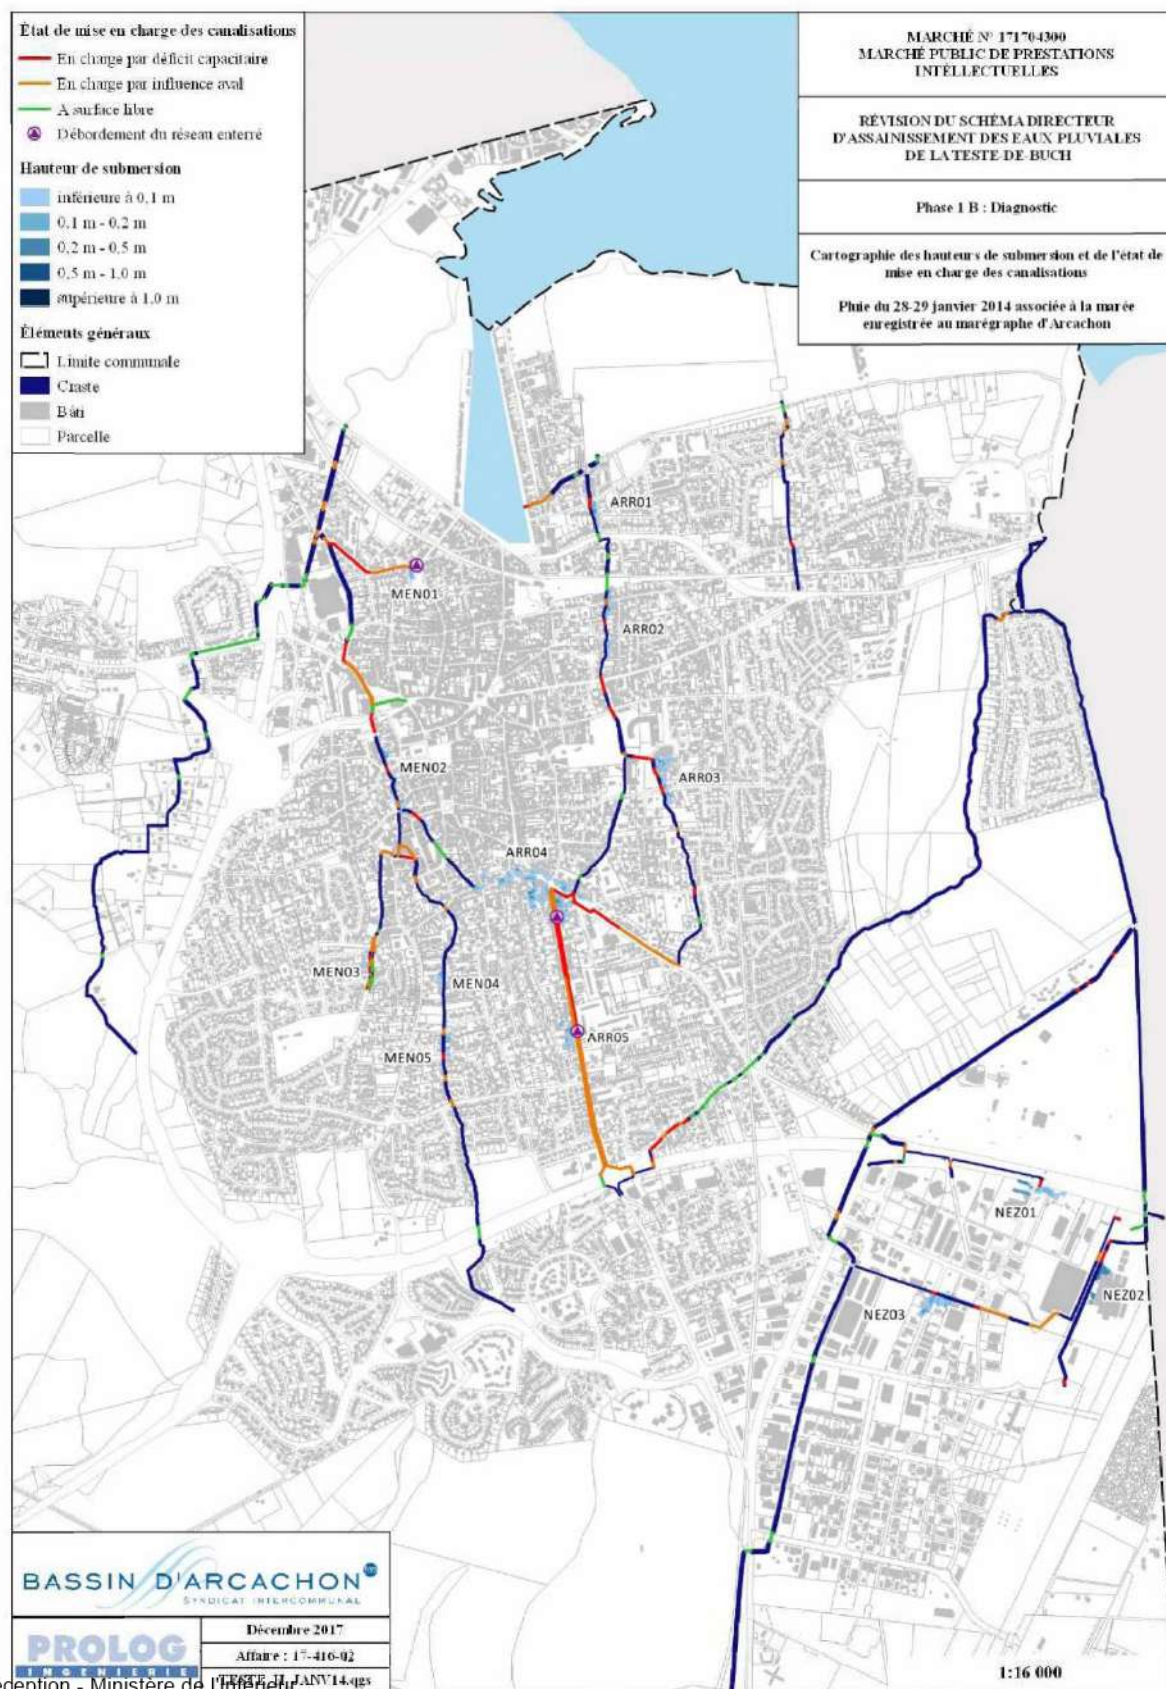 État de mise en charge des canalisations
En charge par déficit capacitaire
En charge par influence aval
A surface libre
Débordement du réseau enterré
Hauteur de submersion
inférieure à 0,1 m
0,1 m - 0,2 m
0,2 m - 0,5 m
0,5 m - 1,0 m
supérieure à 1,0 m
Éléments généraux
Limite communale
Craste
Bâti
Parcelle
MARCHÉ N° 171704300
MARCHÉ PUBLIC DE PRESTATIONS
INTÉLLECTUELLES
RÉVISION DU SCHÉMA DIRECTEUR
D'ASSAINISSEMENT DES EAUX PLUVIALES
DE LA TESTE-DE-BUCH
Phase 1 B : Diagnostic
Cartographie des hauteurs de submersion et de l'état de
mise en charge des canalisations
Pluie du 28-29 janvier 2014 associée à la marée
enregistrée au marégraphe d'Arcachon
ARR01
MEN01
ARR02
MEN02
ARR03
ARR04
MEN03
MEN04
ARR05
MEN05
NEZ01
NEZ02
NEZ03
BASSIN D'ARCACHON
SYNDICAT INTERCOMMUNAL
PROLOG
INGENIERIE
Décembre 2017
Affaire : 17-416-02
TESTE_H_JANV14.qgs
1:16 000
ception - Ministère de l'Intérieur